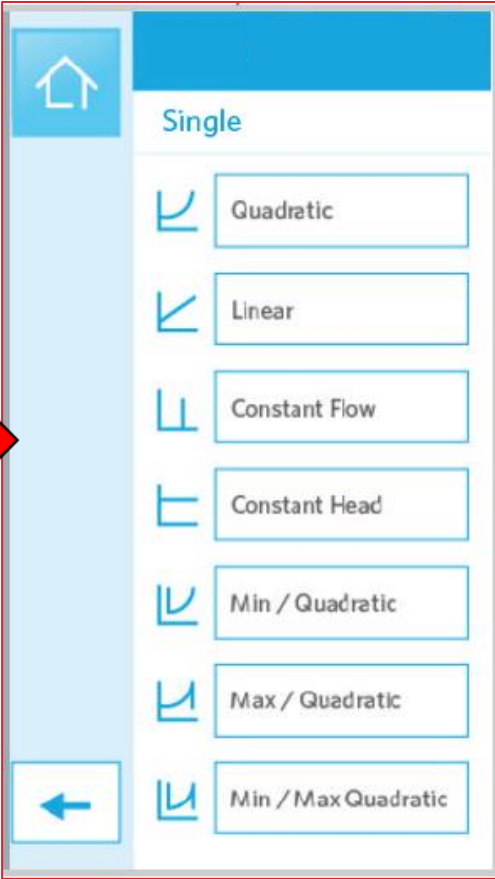 Single
Quadratic
Linear
Constant Flow
Constant Head
Min / Quadratic
Max / Quadratic
Min / Max Quadratic